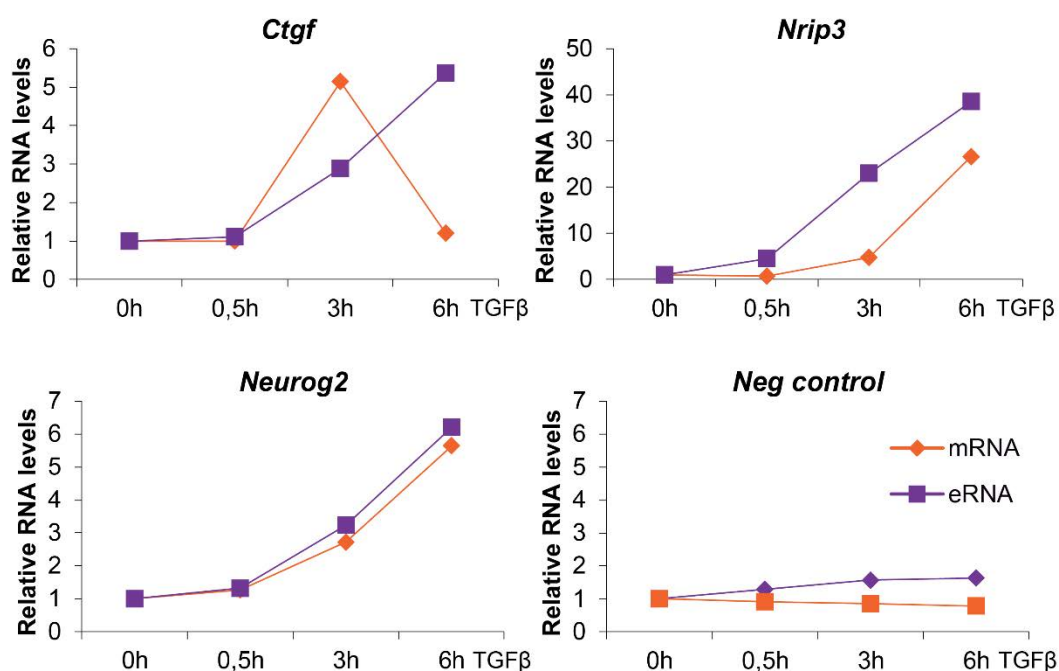 Ctgf
Relative RNA levels
6
5
4
3
2
1
0
0h 0,5h 3h 6h TGFβ
Nrip3
Relative RNA levels
50
40
30
20
10
0
0h 0,5h 3h 6h TGFβ
Neurog2
Relative RNA levels
7
6
5
4
3
2
1
0
0h 0,5h 3h 6h TGFβ
Neg control
Relative RNA levels
7
6
5
4
3
2
1
0
mRNA
eRNA
0h 0,5h 3h 6h TGFβ